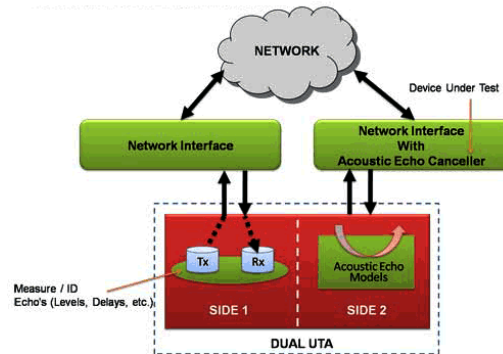 NETWORK
Device Under Test
Network Interface
Network Interface
With
Acoustic Echo Canceller
Tx
Rx
Acoustic Echo
Models
Measure / ID
Echo's (Levels, Delays, etc.)
SIDE 1
SIDE 2
DUAL UTA